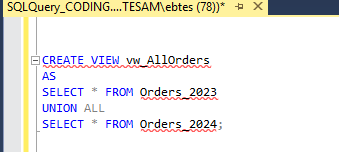 SQLQuery_CODING....TESAM\ebtes (78))*
CREATE VIEW vw_AllOrders
AS
SELECT * FROM Orders_2023
UNION ALL
SELECT * FROM Orders_2024;